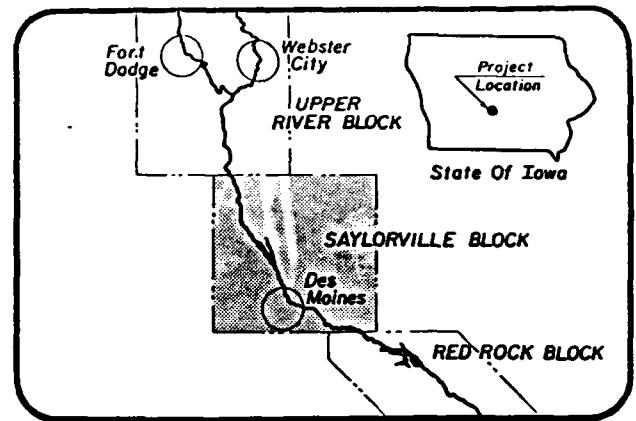 Fort
Dodge
Webster
City
UPPER
RIVER BLOCK
Project
Location
State Of Iowa
SAYLORVILLE BLOCK
Des
Moines
RED ROCK BLOCK